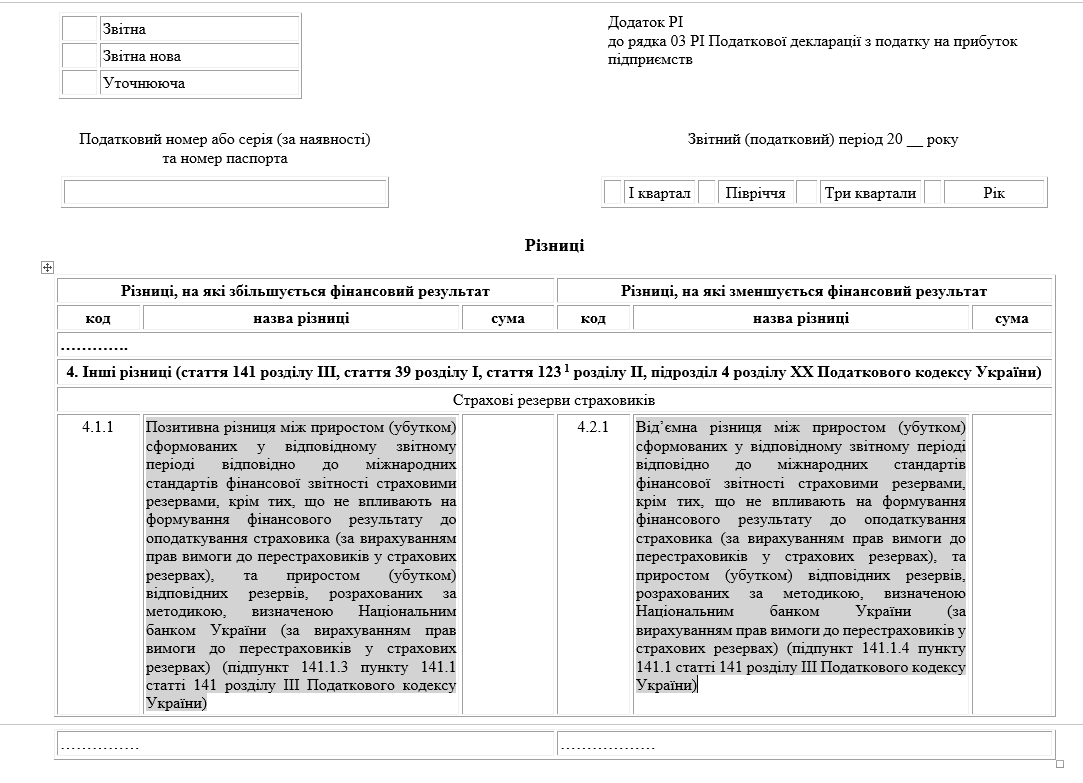 Звітна
Звітна нова
Уточнююча
Додаток РІ
до рядка 03 РІ Податкової декларації з податку на прибуток
підприємств
Податковий номер або серія (за наявності)
та номер паспорта
Звітний (податковий) період 20 __ року
І квартал Півріччя Три квартали Рік
Різниці
Різниці, на які збільшується фінансовий результат
Різниці, на які зменшується фінансовий результат
код назва різниці сума код назва різниці сума
………….
4. Інші різниці (стаття 141 розділу ІІІ, стаття 39 розділу І, стаття 123¹ розділу ІІ, підрозділ 4 розділу ХХ Податкового кодексу України)
Страхові резерви страховиків
4.1.1
Позитивна різниця між приростом (убутком)
сформованих у відповідному звітному
періоді відповідно до міжнародних
стандартів фінансової звітності страховими
резервами, крім тих, що не впливають на
формування фінансового результату до
оподаткування страховика (за вирахуванням
прав вимоги до перестраховиків у страхових
резервах), та приростом (убутком)
відповідних резервів, розрахованих за
методикою, визначеною Національним
банком України (за вирахуванням прав
вимоги до перестраховиків у страхових
резервах) (підпункт 141.1.3 пункту 141.1
статті 141 розділу ІІІ Податкового кодексу
України)
4.2.1
Від’ємна різниця між приростом (убутком)
сформованих у відповідному звітному періоді
відповідно до міжнародних стандартів
фінансової звітності страховими резервами,
крім тих, що не впливають на формування
фінансового результату до оподаткування
страховика (за вирахуванням прав вимоги до
перестраховиків у страхових резервах), та
приростом (убутком) відповідних резервів,
розрахованих за методикою, визначеною
Національним банком України (за
вирахуванням прав вимоги до перестраховиків у
страхових резервах) (підпункт 141.1.4 пункту
141.1 статті 141 розділу ІІІ Податкового кодексу
України)
……………
………………